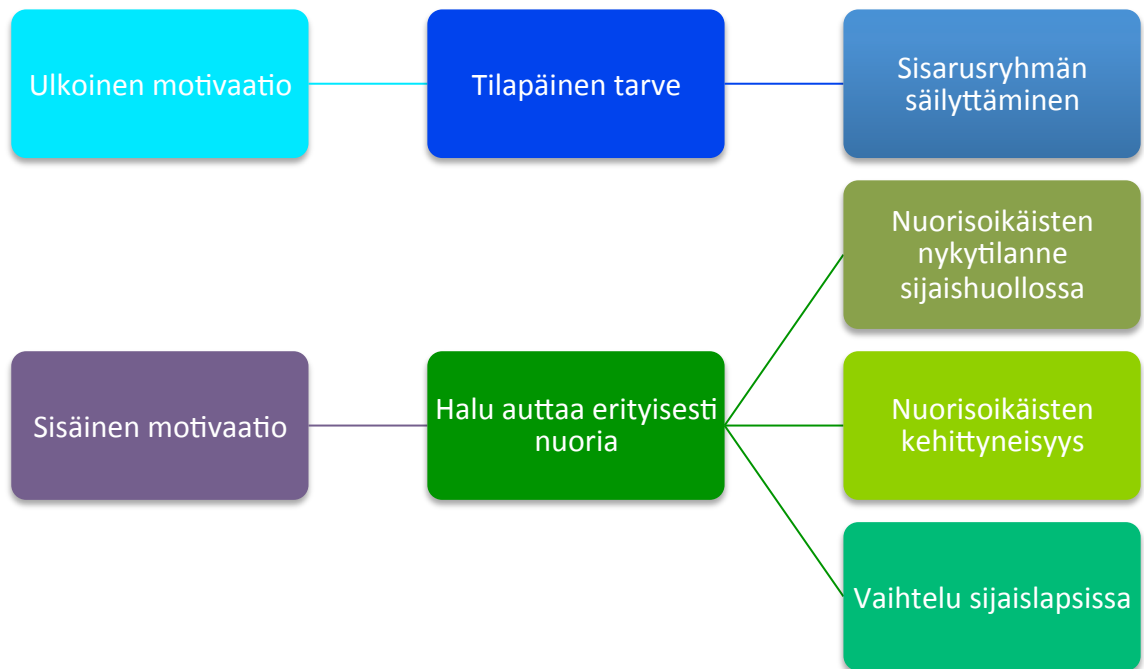 Ulkoinen motivaatio
Tilapäinen tarve
Sisarusryhmän
säilyttäminen
Nuorisoikäisten
nykytilanne
sijaishuollossa
Sisäinen motivaatio
Halu auttaa erityisesti
nuoria
Nuorisoikäisten
kehittyneisyys
Vaihtelu sijaislapsissa